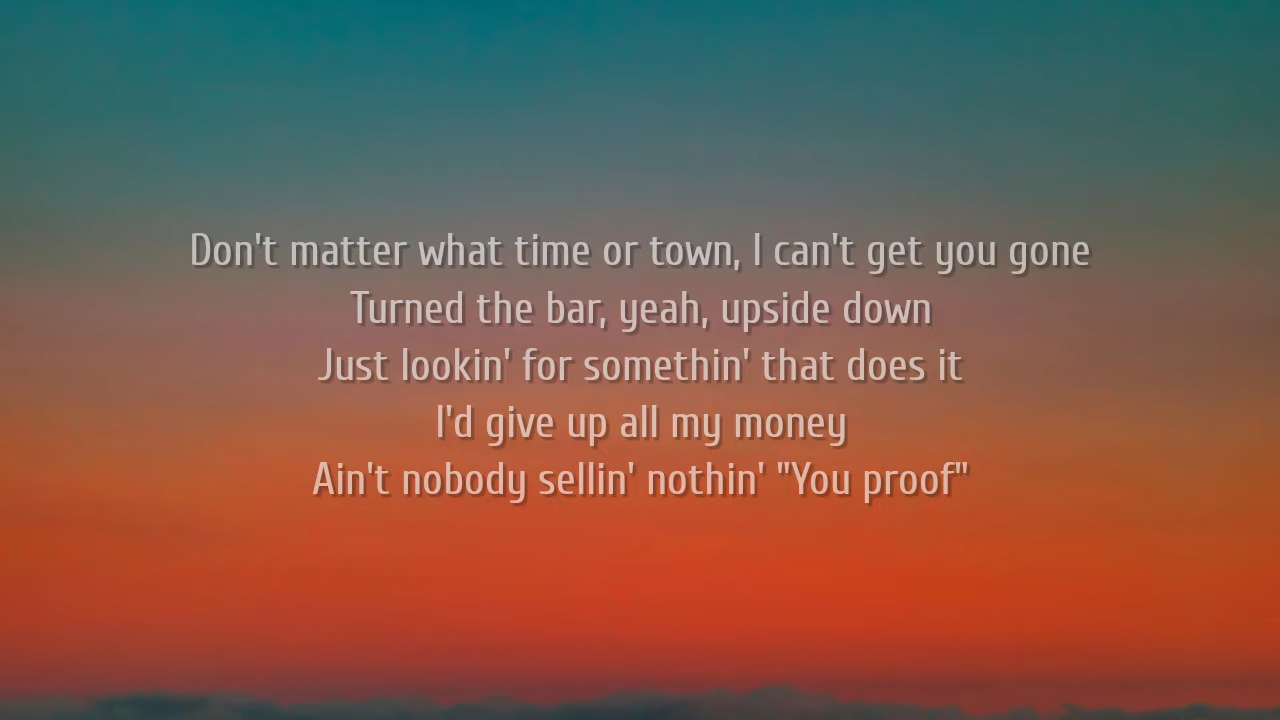 Don't matter what time or town, I can't get you gone
Turned the bar, yeah, upside down
Just lookin' for somethin' that does it
I'd give up all my money
Ain't nobody sellin' nothin' "You proof"